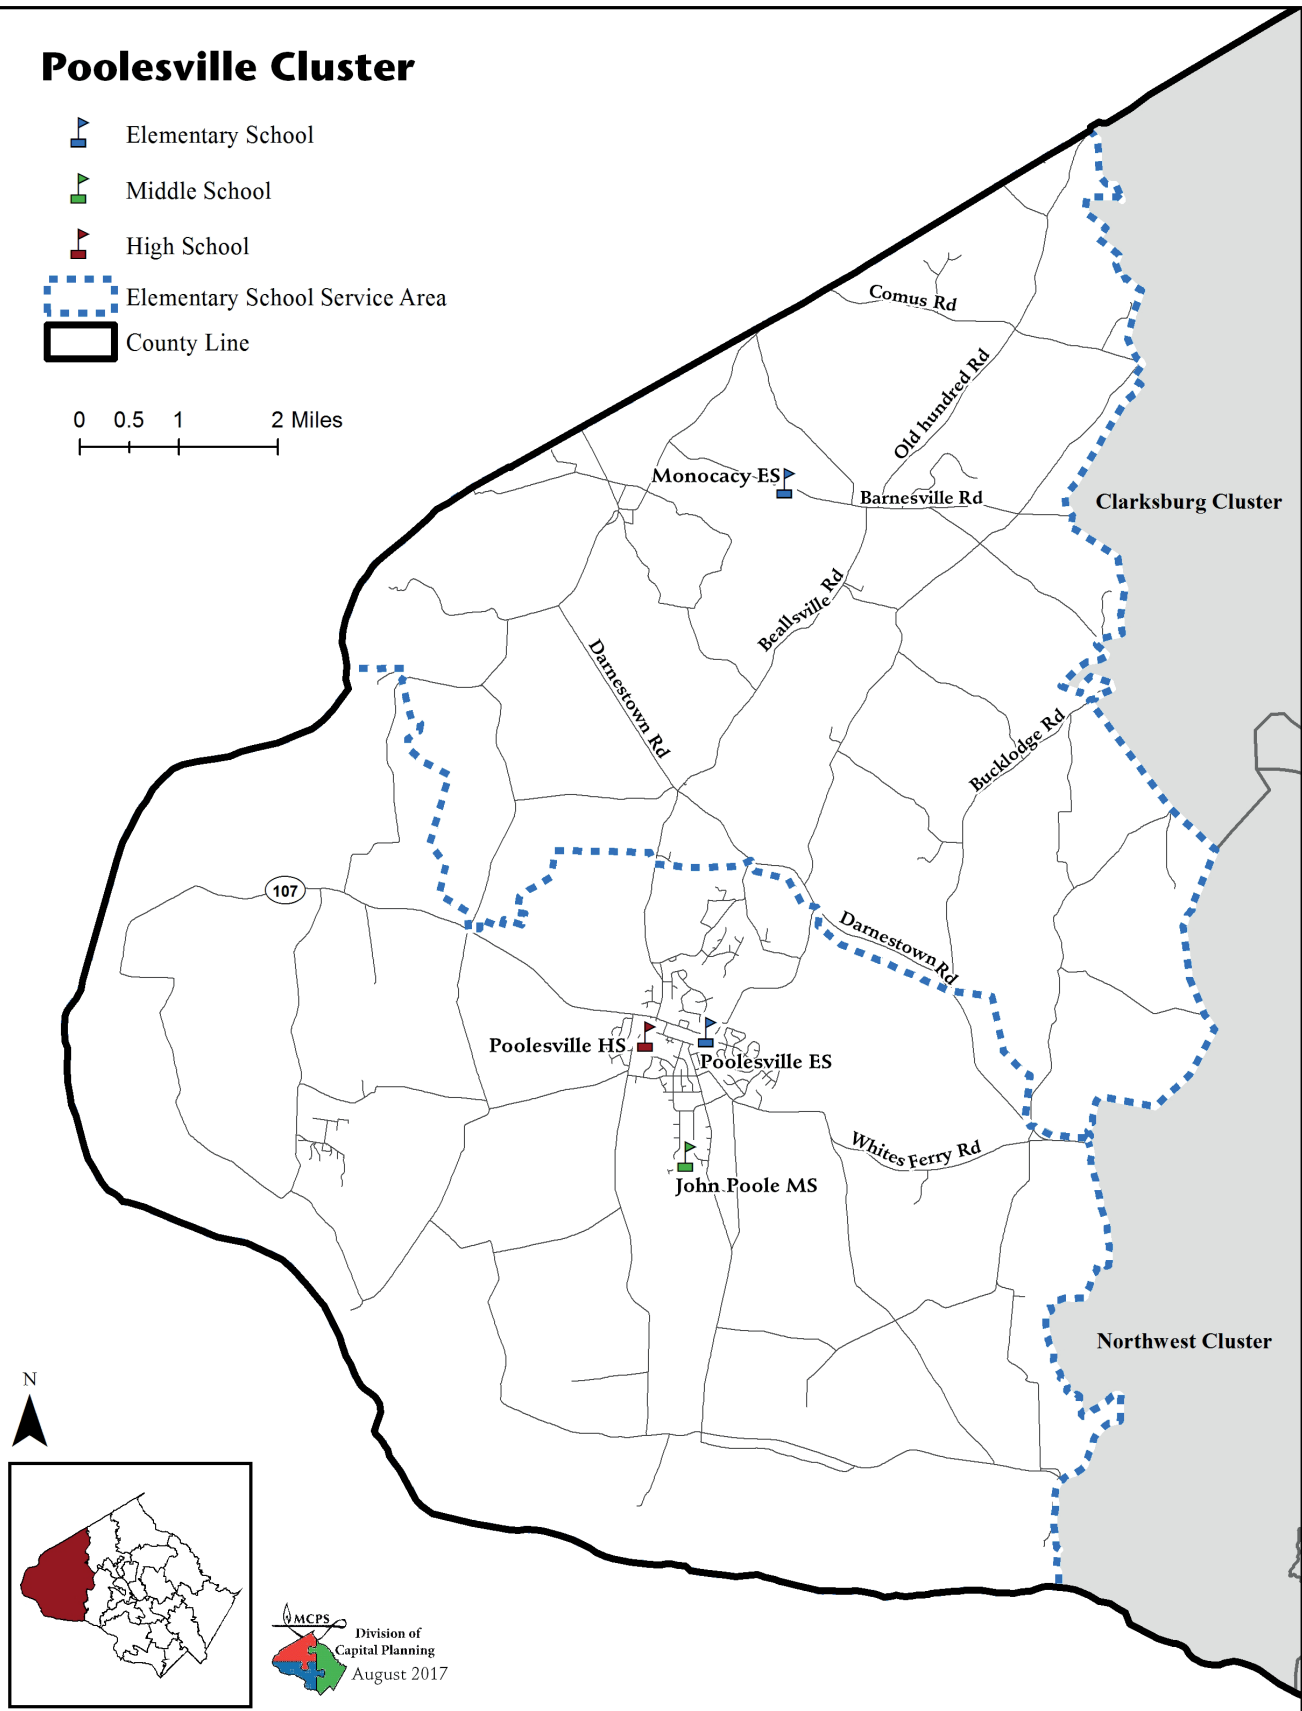 Poolesville Cluster
Elementary School
Middle School
High School
Elementary School Service Area
County Line
0 0.5 1 2 Miles
Comus Rd
Old hundred Rd
Monocacy ES
Barnesville Rd
Clarksburg Cluster
Beallsville Rd
Darnestown Rd
Bucklodge Rd
107
Darnestown Rd
Poolesville HS
Poolesville ES
Whites Ferry Rd
John Poole MS
Northwest Cluster
N
MCPS
Division of
Capital Planning
August 2017